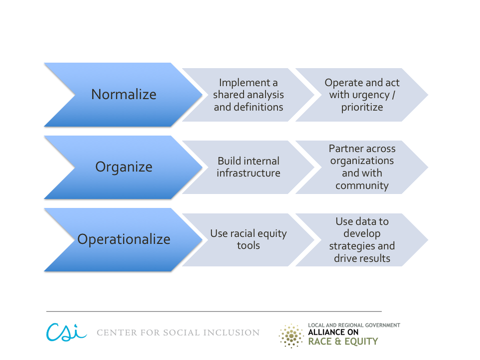 Normalize
Implement a
shared analysis
and definitions
Operate and act
with urgency /
prioritize
Organize
Build internal
infrastructure
Partner across
organizations
and with
community
Operationalize
Use racial equity
tools
Use data to
develop
strategies and
drive results
Csi CENTER FOR SOCIAL INCLUSION
LOCAL AND REGIONAL GOVERNMENT
ALLIANCE ON
RACE & EQUITY